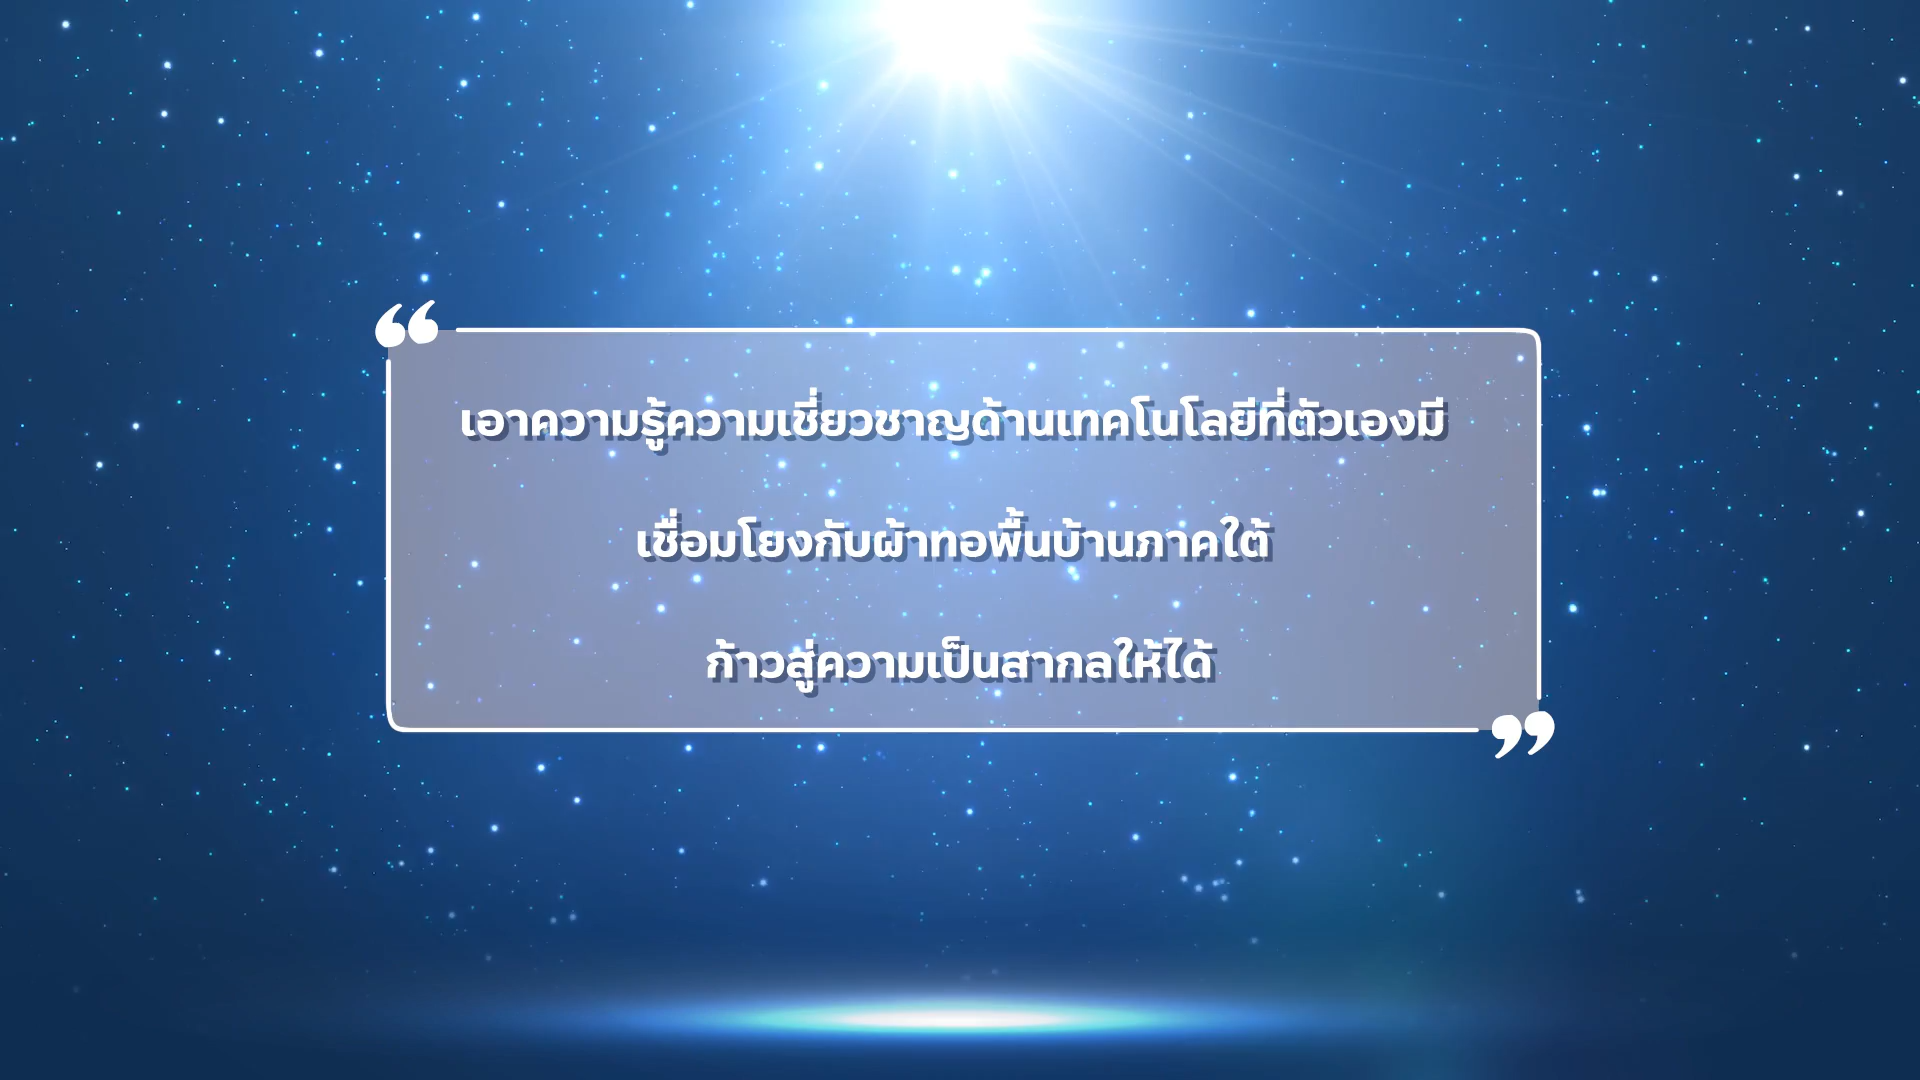 “
เอาความรู้ความเชี่ยวชาญด้านเทคโนโลยีที่ตัวเองมี
เชื่อมโยงกับผ้าทอพื้นบ้านภาคใต้
ก้าวสู่ความเป็นสากลให้ได้
”